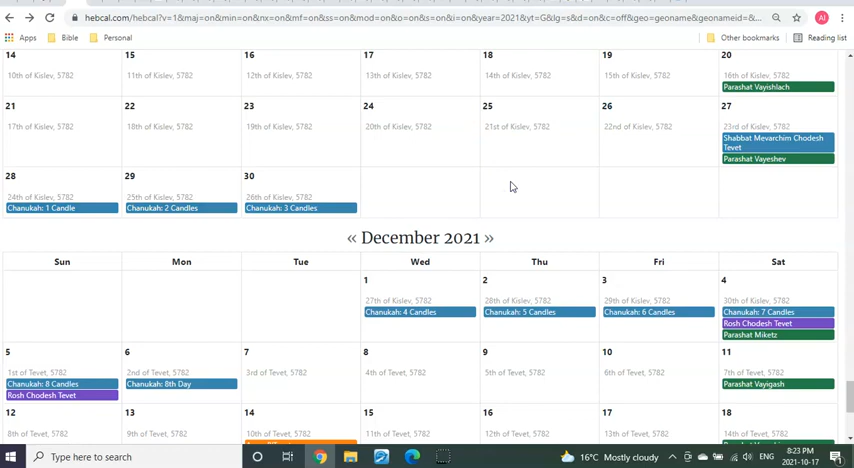 hebcal.com/hebcal?v=1&maj=on&min=on&nx=on&mf=on&ss=on&mod=on&o=on&s=on&i=on&year=2021&yt=G&lg=s&d=on&c=off&geo=geoname&geonameid=&...
AI
Apps Bible Personal Other bookmarks Reading list
14 15 16 17 18 19 20
10th of Kislev, 5782 11th of Kislev, 5782 12th of Kislev, 5782 13th of Kislev, 5782 14th of Kislev, 5782 15th of Kislev, 5782 16th of Kislev, 5782
Parashat Vayishlach
21 22 23 24 25 26 27
17th of Kislev, 5782 18th of Kislev, 5782 19th of Kislev, 5782 20th of Kislev, 5782 21st of Kislev, 5782 22nd of Kislev, 5782 23rd of Kislev, 5782
Shabbat Mevarchim Chodesh
Tevet
Parashat Vayeshev
28 29 30
24th of Kislev, 5782 25th of Kislev, 5782 26th of Kislev, 5782
Chanukah: 1 Candle Chanukah: 2 Candles Chanukah: 3 Candles
« December 2021 »
Sun Mon Tue Wed Thu Fri Sat
1 2 3 4
27th of Kislev, 5782 28th of Kislev, 5782 29th of Kislev, 5782 30th of Kislev, 5782
Chanukah: 4 Candles Chanukah: 5 Candles Chanukah: 6 Candles Chanukah: 7 Candles
Rosh Chodesh Tevet
Parashat Miketz
5 6 7 8 9 10 11
1st of Tevet, 5782 2nd of Tevet, 5782 3rd of Tevet, 5782 4th of Tevet, 5782 5th of Tevet, 5782 6th of Tevet, 5782 7th of Tevet, 5782
Chanukah: 8 Candles Chanukah: 8th Day Parashat Vayigash
Rosh Chodesh Tevet
12 13 14 15 16 17 18
8th of Tevet, 5782 9th of Tevet, 5782 10th of Tevet, 5782 11th of Tevet, 5782 12th of Tevet, 5782 13th of Tevet, 5782 14th of Tevet, 5782
Type here to search 16°C Mostly cloudy ENG 8:23 PM
2021-10-17